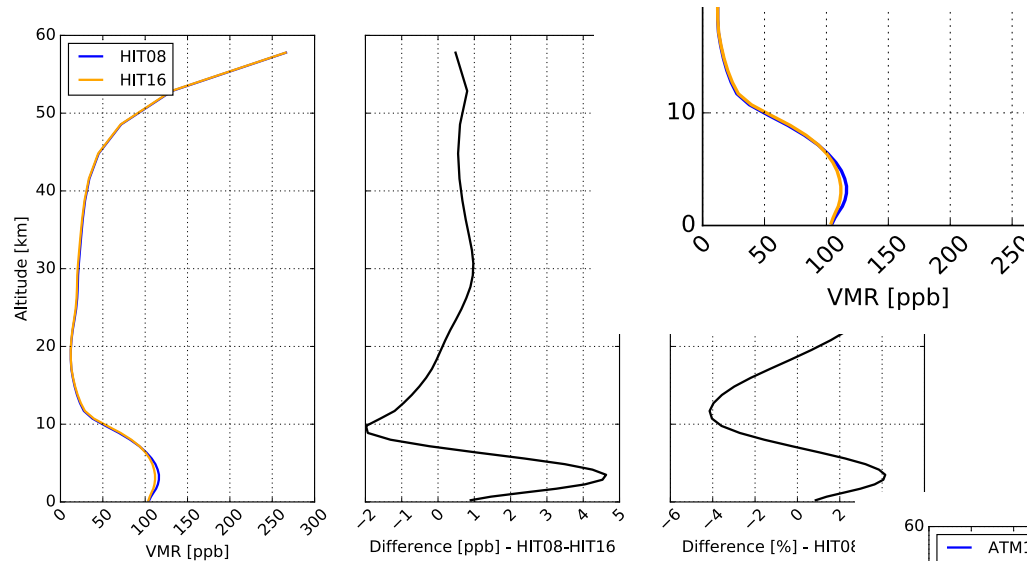 60
50
40
30
20
10
0
Altitude [km]
HIT08
HIT16
0 50 100 150 200 250 300
VMR [ppb]
−2 −1 0 1 2 3 4 5
Difference [ppb] - HIT08-HIT16
10
0
0 50 100 150 200 250
VMR [ppb]
−6 −4 −2 0 2
Difference [%] - HIT08
60
ATM1